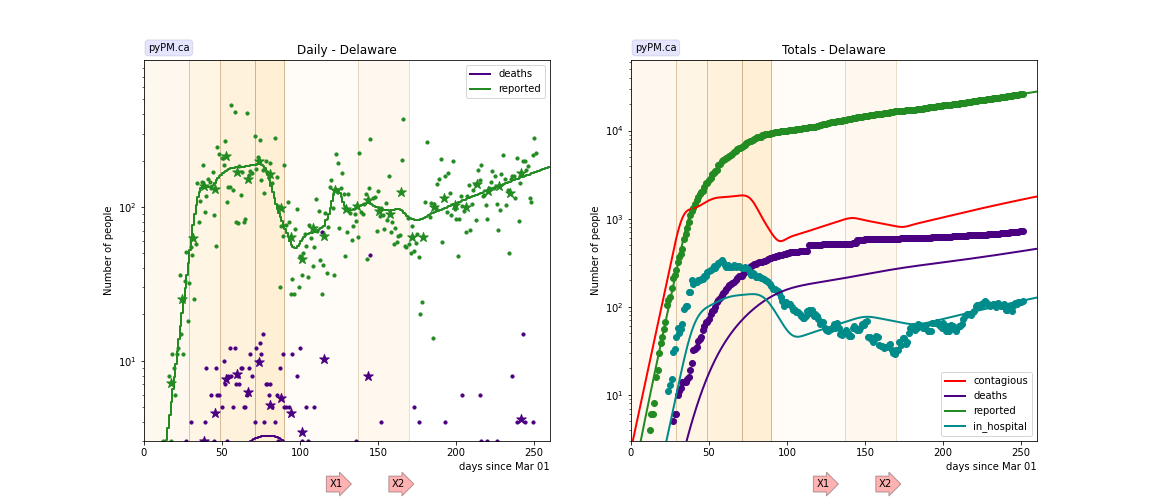 pyPM.ca
Daily - Delaware
deaths
reported
Number of people
10²
10¹
0 50 100 150 200 250
days since Mar 01
X1 X2
pyPM.ca
Totals - Delaware
Number of people
10⁴
10³
10²
10¹
contagious
deaths
reported
in_hospital
0 50 100 150 200 250
days since Mar 01
X1 X2